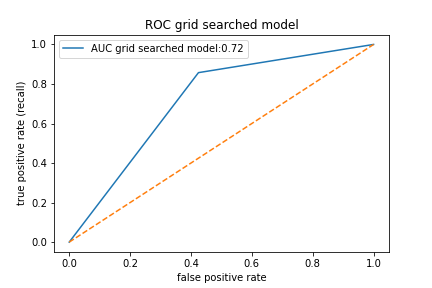 ROC grid searched model
AUC grid searched model:0.72
true positive rate (recall)
1.0
0.8
0.6
0.4
0.2
0.0
0.0 0.2 0.4 0.6 0.8 1.0
false positive rate